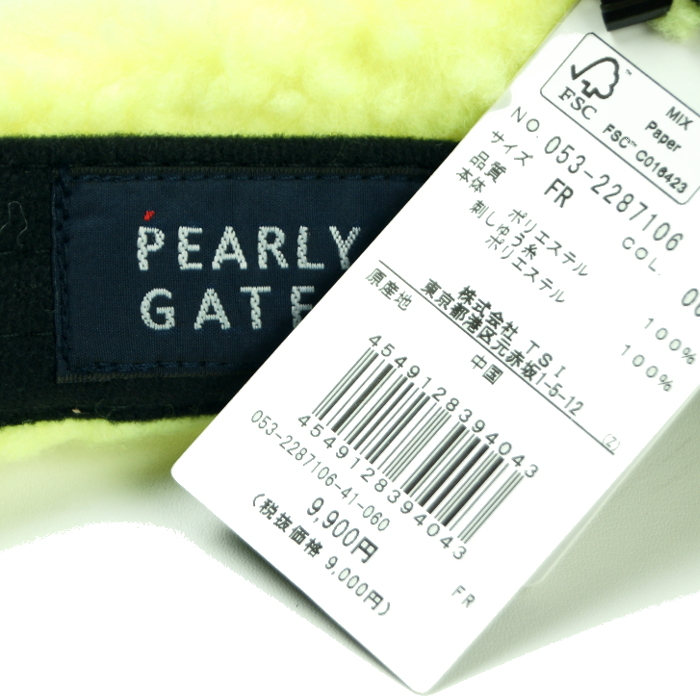 PEARLY
GATE
FSC
MIX
Paper
FSC™ C016423
NO. 053-2287106
サイズ FR COL. 0
品質
本体 ポリエステル 100%
刺しゅう糸 ポリエステル 100%
株式会社 TSI
東京都港区元赤坂1-5-12
原産地 中国 (Z)
4549128394043
4549128394043
053-2287106-41-060
9,900円
(税抜価格 9,000円)
FR